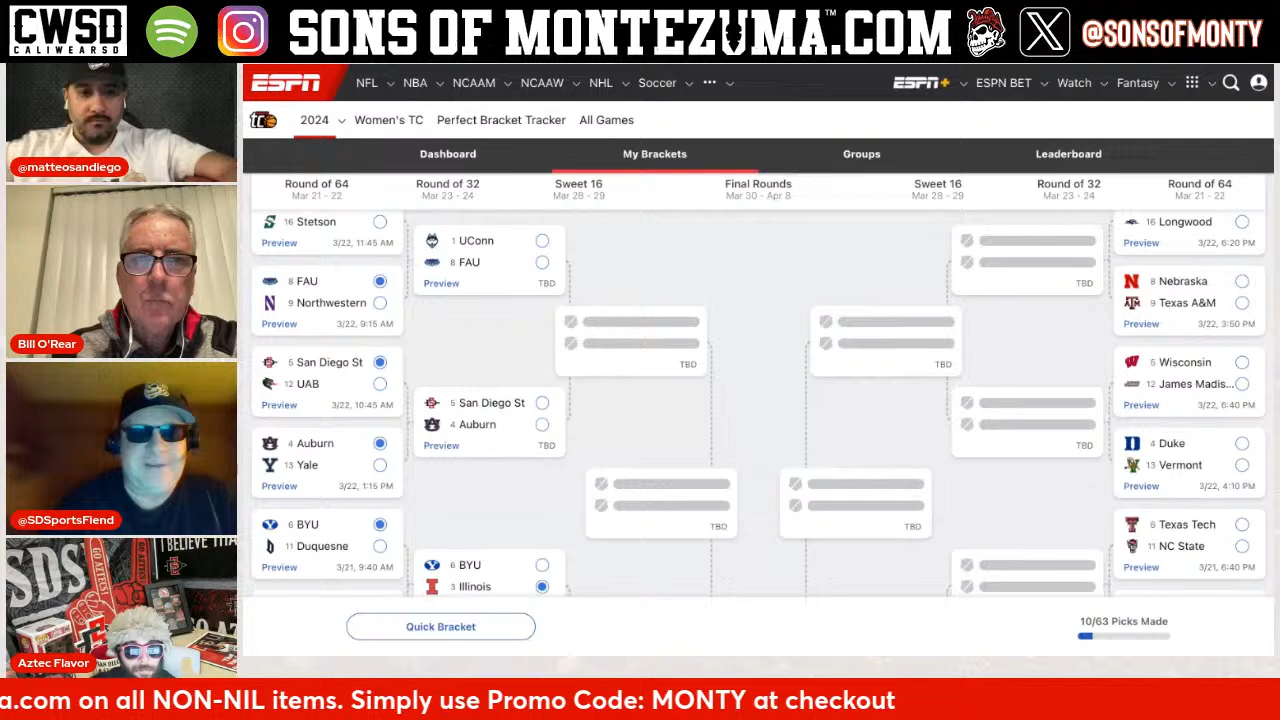 CWSD
CALIWEARSD
SONS OF MONTEZUMA.COM™
@SONSOFMONTY
@matteosandiego
Bill O'Rear
@SDSportsFiend
SDS
GO AZTECS!
I BELIEVE THA
Aztec Flavor
ESPN
NFL
NBA
NCAAM
NCAAW
NHL
Soccer
ESPN+
ESPN BET
Watch
Fantasy
2024
Women's TC
Perfect Bracket Tracker
All Games
Dashboard
My Brackets
Groups
Leaderboard
Round of 64
Mar 21 - 22
Round of 32
Mar 23 - 24
Sweet 16
Mar 28 - 29
Final Rounds
Mar 30 - Apr 8
Sweet 16
Mar 28 - 29
Round of 32
Mar 23 - 24
Round of 64
Mar 21 - 22
16 Stetson
Preview 3/22, 11:45 AM
8 FAU
9 Northwestern
Preview 3/22, 9:15 AM
5 San Diego St
12 UAB
Preview 3/22, 10:45 AM
4 Auburn
13 Yale
Preview 3/22, 1:15 PM
6 BYU
11 Duquesne
Preview 3/21, 9:40 AM
1 UConn
8 FAU
Preview TBD
5 San Diego St
4 Auburn
Preview TBD
6 BYU
3 Illinois
TBD
TBD
TBD
TBD
TBD
TBD
16 Longwood
Preview 3/22, 6:20 PM
8 Nebraska
9 Texas A&M
Preview 3/22, 3:50 PM
5 Wisconsin
12 James Madis...
Preview 3/22, 6:40 PM
4 Duke
13 Vermont
Preview 3/22, 4:10 PM
6 Texas Tech
11 NC State
Preview 3/21, 6:40 PM
Quick Bracket
10/63 Picks Made
a.com on all NON-NIL items. Simply use Promo Code: MONTY at checkout